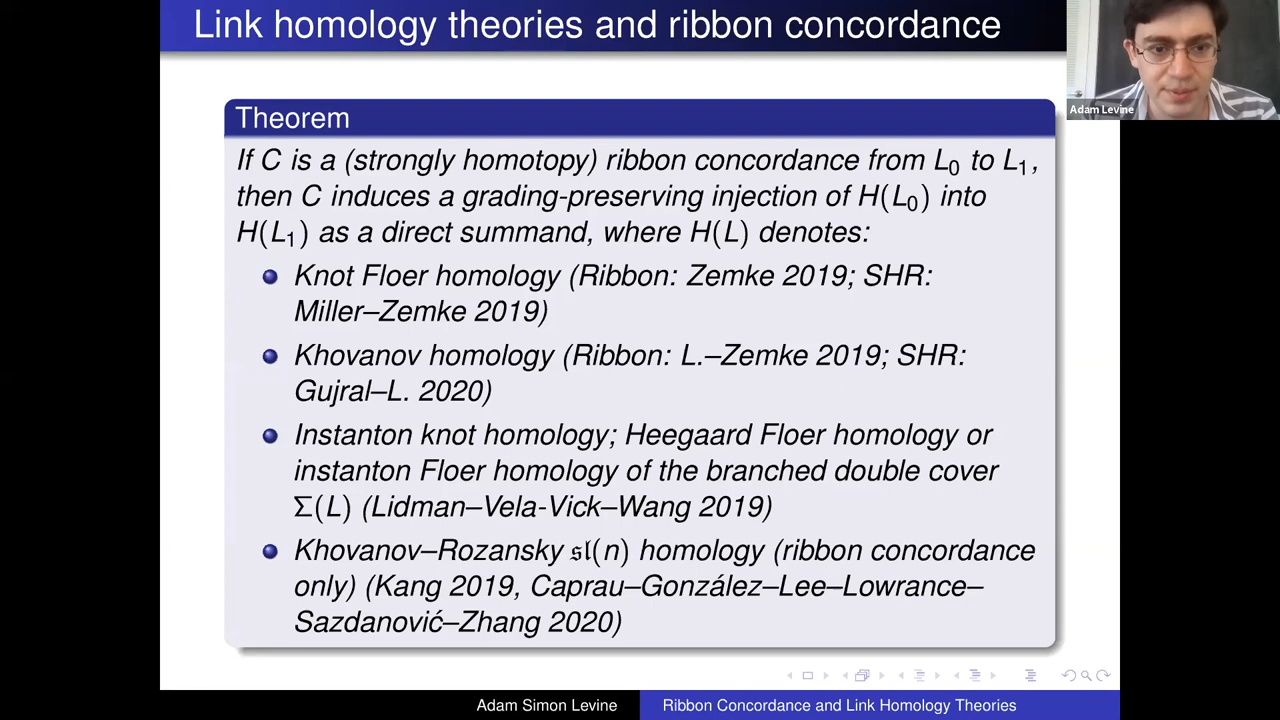 Link homology theories and ribbon concordance
Adam Levine
Theorem
If C is a (strongly homotopy) ribbon concordance from L₀ to L₁,
then C induces a grading-preserving injection of H(L₀) into
H(L₁) as a direct summand, where H(L) denotes:
Knot Floer homology (Ribbon: Zemke 2019; SHR:
Miller–Zemke 2019)
Khovanov homology (Ribbon: L.–Zemke 2019; SHR:
Gujral–L. 2020)
Instanton knot homology; Heegaard Floer homology or
instanton Floer homology of the branched double cover
Σ(L) (Lidman–Vela-Vick–Wang 2019)
Khovanov–Rozansky 𝔰𝔩(n) homology (ribbon concordance
only) (Kang 2019, Caprau–González–Lee–Lowrance–
Sazdanović–Zhang 2020)
Adam Simon Levine
Ribbon Concordance and Link Homology Theories